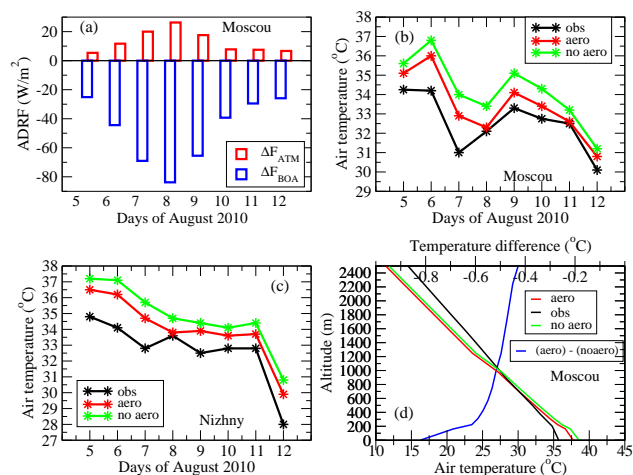 (a)
Moscou
40
20
0
-20
-40
-60
-80
ADRF (W/m²)
ΔF_ATM
ΔF_BOA
5 6 7 8 9 10 11 12
Days of August 2010
(b)
obs
aero
no aero
38
37
36
35
34
33
32
31
30
29
Air temperature (°C)
Moscou
5 6 7 8 9 10 11 12
Days of August 2010
(c)
38
37
36
35
34
33
32
31
30
29
28
27
Air temperature (°C)
obs
aero
no aero
Nizhny
5 6 7 8 9 10 11 12
Days of August 2010
Temperature difference (°C)
-0.8 -0.6 -0.4 -0.2
2400
2200
2000
1800
1600
1400
1200
1000
800
600
400
200
0
Altitude (m)
aero
obs
no aero
(aero) - (noaero)
Moscou
(d)
10 15 20 25 30 35 40 45
Air temperature (°C)